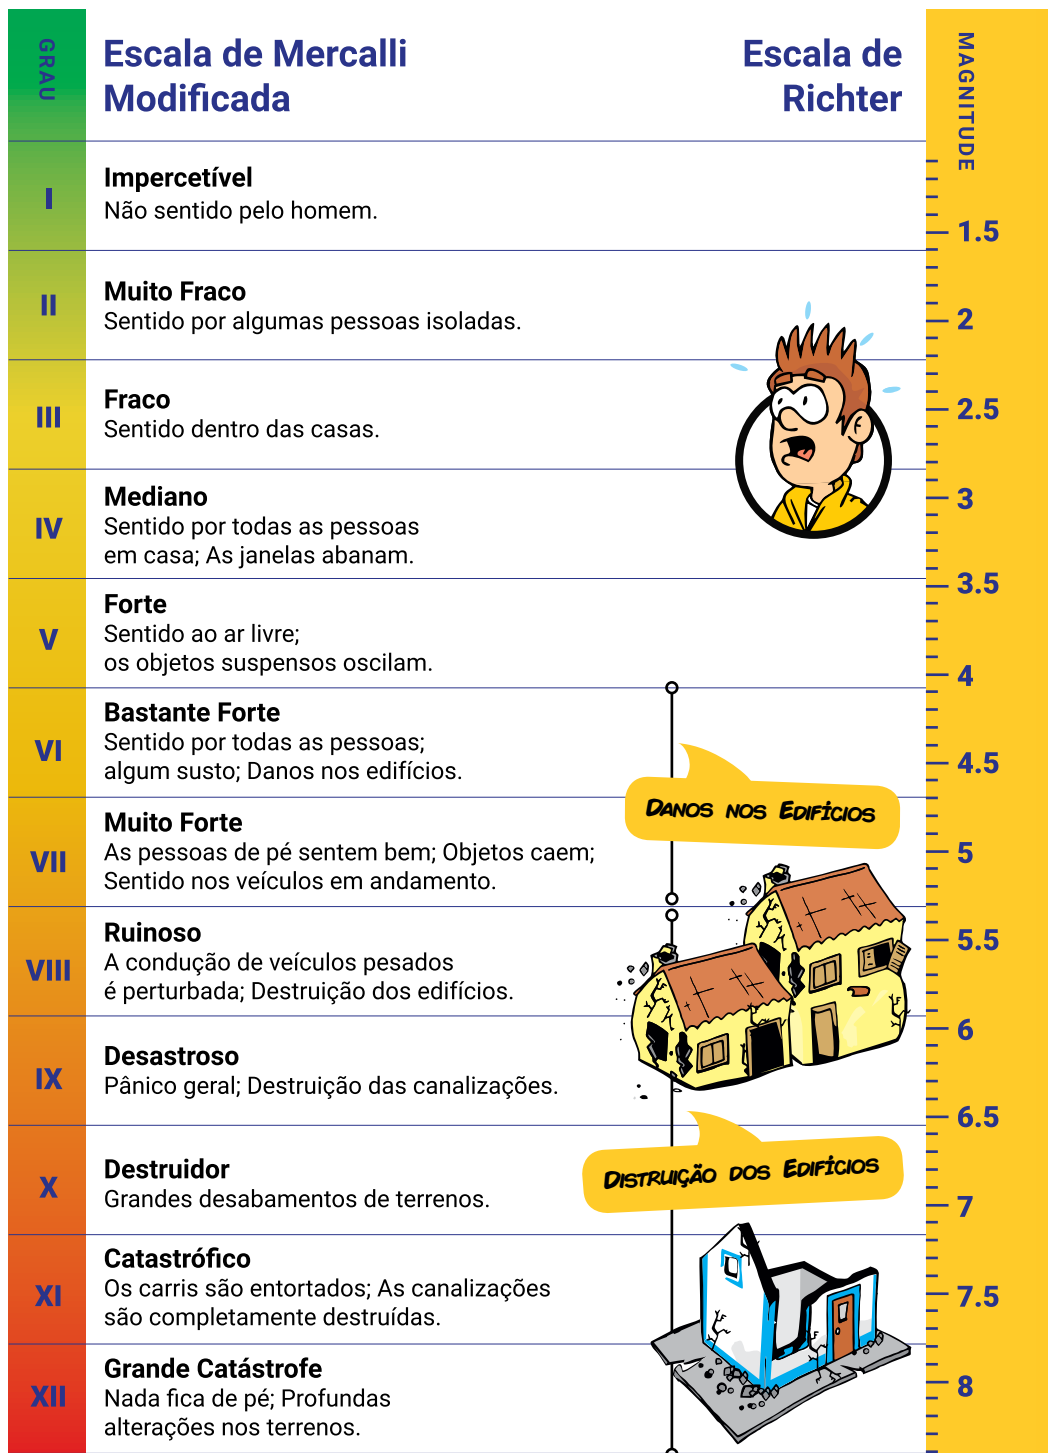 GRAU
Escala de Mercalli
Modificada
Escala de
Richter
MAGNITUDE
I
Impercetível
Não sentido pelo homem.
1.5
II
Muito Fraco
Sentido por algumas pessoas isoladas.
2
III
Fraco
Sentido dentro das casas.
2.5
IV
Mediano
Sentido por todas as pessoas
em casa; As janelas abanam.
3
3.5
V
Forte
Sentido ao ar livre;
os objetos suspensos oscilam.
4
VI
Bastante Forte
Sentido por todas as pessoas;
algum susto; Danos nos edifícios.
4.5
DANOS NOS EDIFÍCIOS
VII
Muito Forte
As pessoas de pé sentem bem; Objetos caem;
Sentido nos veículos em andamento.
5
VIII
Ruinoso
A condução de veículos pesados
é perturbada; Destruição dos edifícios.
5.5
6
IX
Desastroso
Pânico geral; Destruição das canalizações.
6.5
X
Destruidor
Grandes desabamentos de terrenos.
DISTRUIÇÃO DOS EDIFÍCIOS
7
XI
Catastrófico
Os carris são entortados; As canalizações
são completamente destruídas.
7.5
XII
Grande Catástrofe
Nada fica de pé; Profundas
alterações nos terrenos.
8